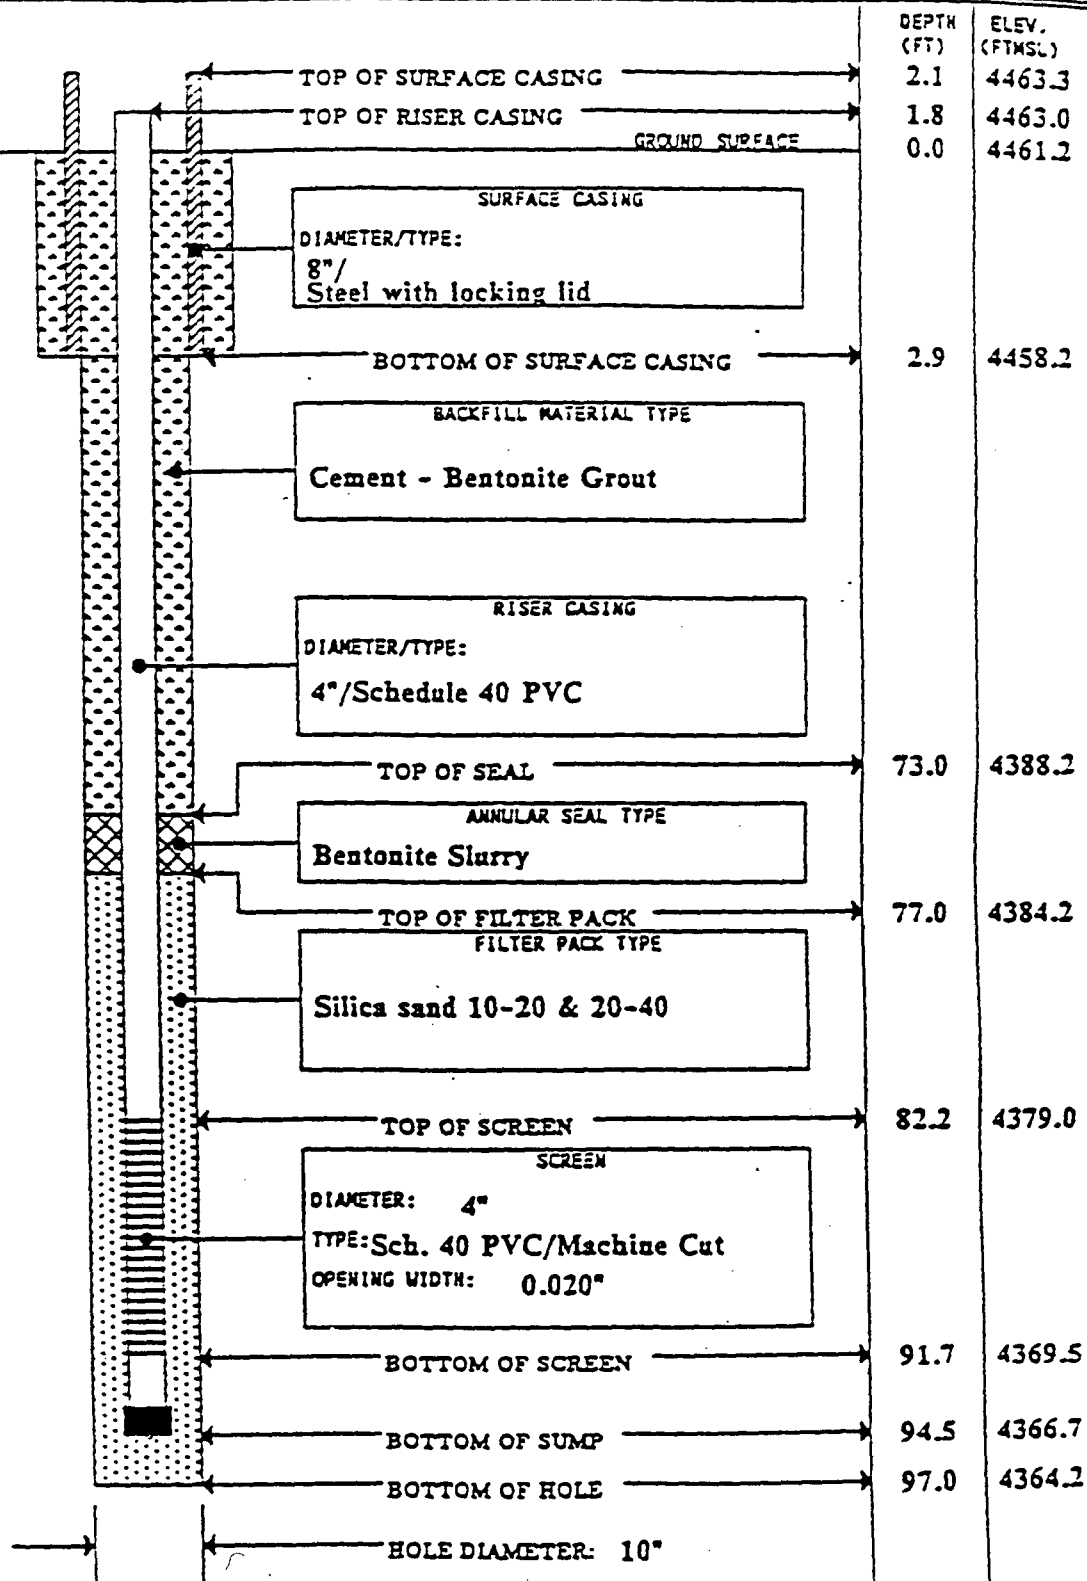 DEPTH ELEV.
(FT) (FTMSL)
TOP OF SURFACE CASING 2.1 4463.3
TOP OF RISER CASING 1.8 4463.0
GROUND SURFACE 0.0 4461.2
SURFACE CASING
DIAMETER/TYPE:
8"/
Steel with locking lid
BOTTOM OF SURFACE CASING 2.9 4458.2
BACKFILL MATERIAL TYPE
Cement - Bentonite Grout
RISER CASING
DIAMETER/TYPE:
4"/Schedule 40 PVC
TOP OF SEAL 73.0 4388.2
ANNULAR SEAL TYPE
Bentonite Slurry
TOP OF FILTER PACK 77.0 4384.2
FILTER PACK TYPE
Silica sand 10-20 & 20-40
TOP OF SCREEN 82.2 4379.0
SCREEN
DIAMETER: 4"
TYPE: Sch. 40 PVC/Machine Cut
OPENING WIDTH: 0.020"
BOTTOM OF SCREEN 91.7 4369.5
BOTTOM OF SUMP 94.5 4366.7
BOTTOM OF HOLE 97.0 4364.2
HOLE DIAMETER: 10"